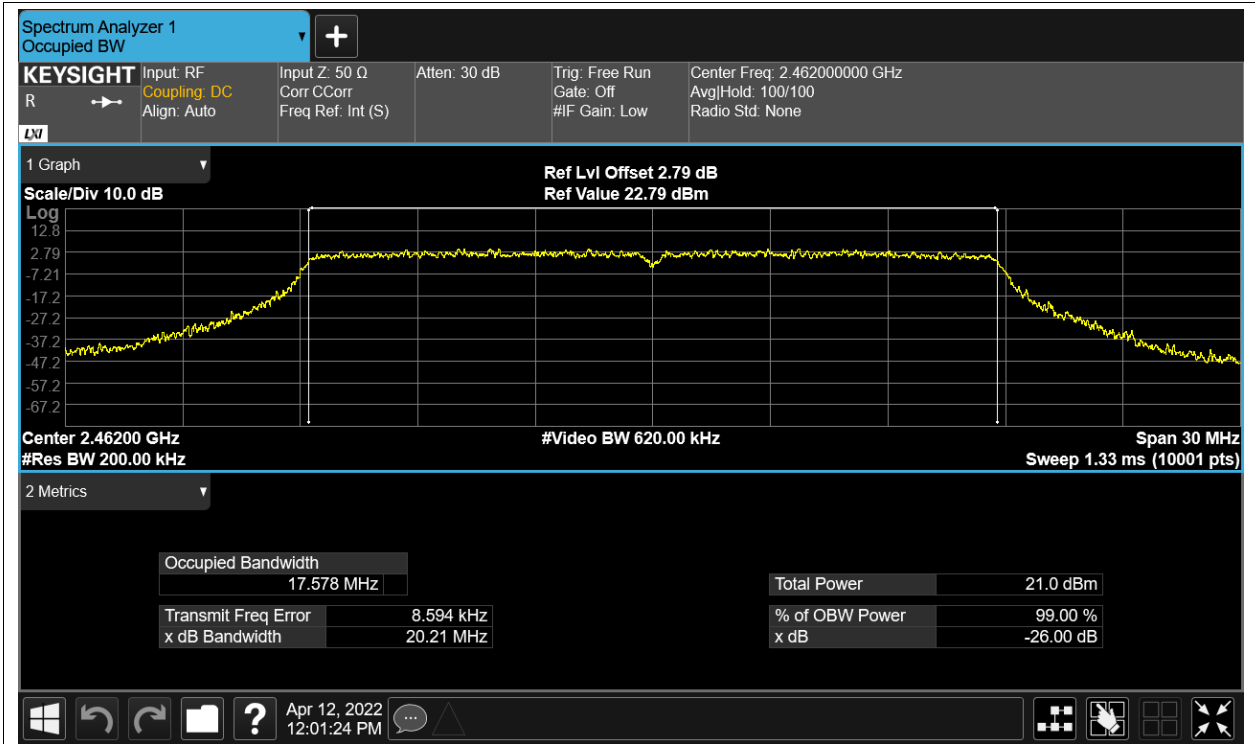 Spectrum Analyzer 1
Occupied BW
+
KEYSIGHT
R
LXI
Input: RF
Coupling: DC
Align: Auto
Input Z: 50 Ω
Corr CCorr
Freq Ref: Int (S)
Atten: 30 dB
Trig: Free Run
Gate: Off
#IF Gain: Low
Center Freq: 2.462000000 GHz
Avg|Hold: 100/100
Radio Std: None
1 Graph
Scale/Div 10.0 dB
Ref Lvl Offset 2.79 dB
Ref Value 22.79 dBm
Log
12.8
2.79
-7.21
-17.2
-27.2
-37.2
-47.2
-57.2
-67.2
Center 2.46200 GHz
#Res BW 200.00 kHz
#Video BW 620.00 kHz
Span 30 MHz
Sweep 1.33 ms (10001 pts)
2 Metrics
Occupied Bandwidth
17.578 MHz
Transmit Freq Error 8.594 kHz
x dB Bandwidth 20.21 MHz
Total Power 21.0 dBm
% of OBW Power 99.00 %
x dB -26.00 dB
?
Apr 12, 2022
12:01:24 PM